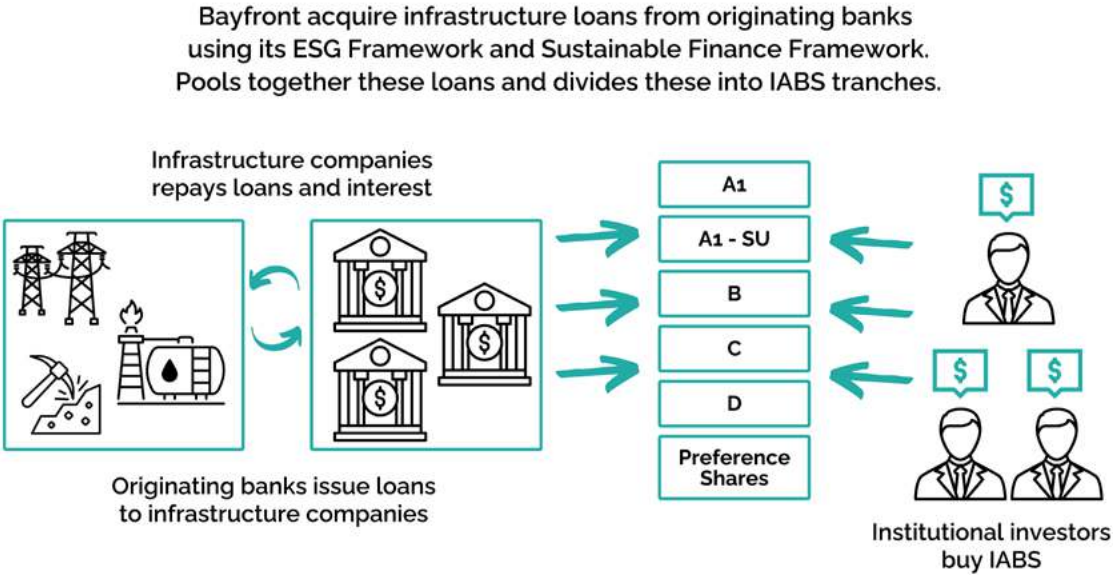 Bayfront acquire infrastructure loans from originating banks
using its ESG Framework and Sustainable Finance Framework.
Pools together these loans and divides these into IABS tranches.
Infrastructure companies
repays loans and interest
A1
A1 - SU
B
C
D
Preference
Shares
$
$
$
$
$
$
Originating banks issue loans
to infrastructure companies
Institutional investors
buy IABS